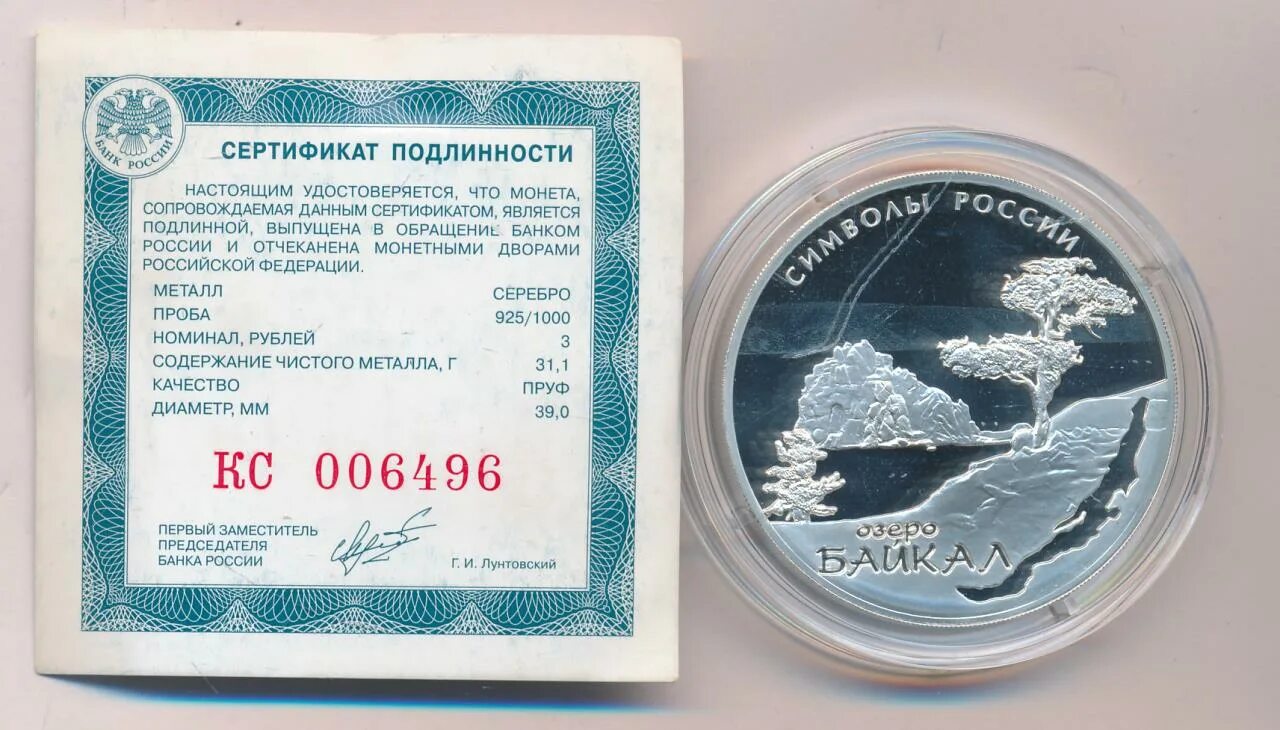 БАНК РОССИИ
СЕРТИФИКАТ ПОДЛИННОСТИ
НАСТОЯЩИМ УДОСТОВЕРЯЕТСЯ, ЧТО МОНЕТА,
СОПРОВОЖДАЕМАЯ ДАННЫМ СЕРТИФИКАТОМ, ЯВЛЯЕТСЯ
ПОДЛИННОЙ, ВЫПУЩЕНА В ОБРАЩЕНИЕ БАНКОМ
РОССИИ И ОТЧЕКАНЕНА МОНЕТНЫМИ ДВОРАМИ
РОССИЙСКОЙ ФЕДЕРАЦИИ.
МЕТАЛЛ СЕРЕБРО
ПРОБА 925/1000
НОМИНАЛ, РУБЛЕЙ 3
СОДЕРЖАНИЕ ЧИСТОГО МЕТАЛЛА, Г 31,1
КАЧЕСТВО ПРУФ
ДИАМЕТР, ММ 39,0
КС 006496
ПЕРВЫЙ ЗАМЕСТИТЕЛЬ
ПРЕДСЕДАТЕЛЯ
БАНКА РОССИИ
Г. И. Лунтовский
СИМВОЛЫ РОССИИ
озеро
БАЙКАЛ